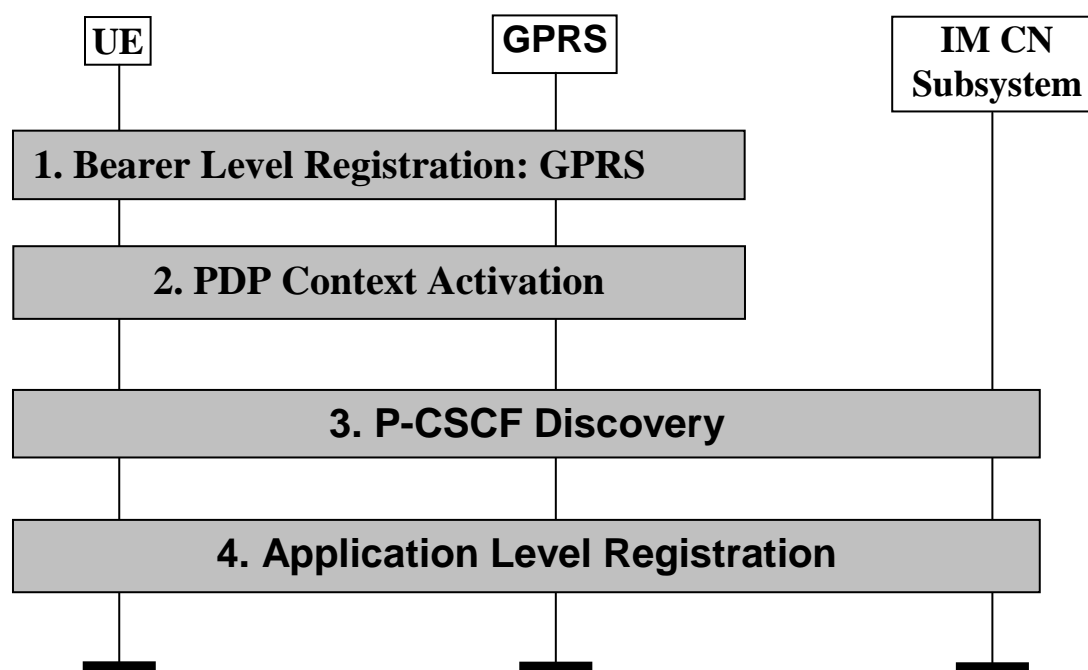 UE
GPRS
IM CN
Subsystem
1. Bearer Level Registration: GPRS
2. PDP Context Activation
3. P-CSCF Discovery
4. Application Level Registration